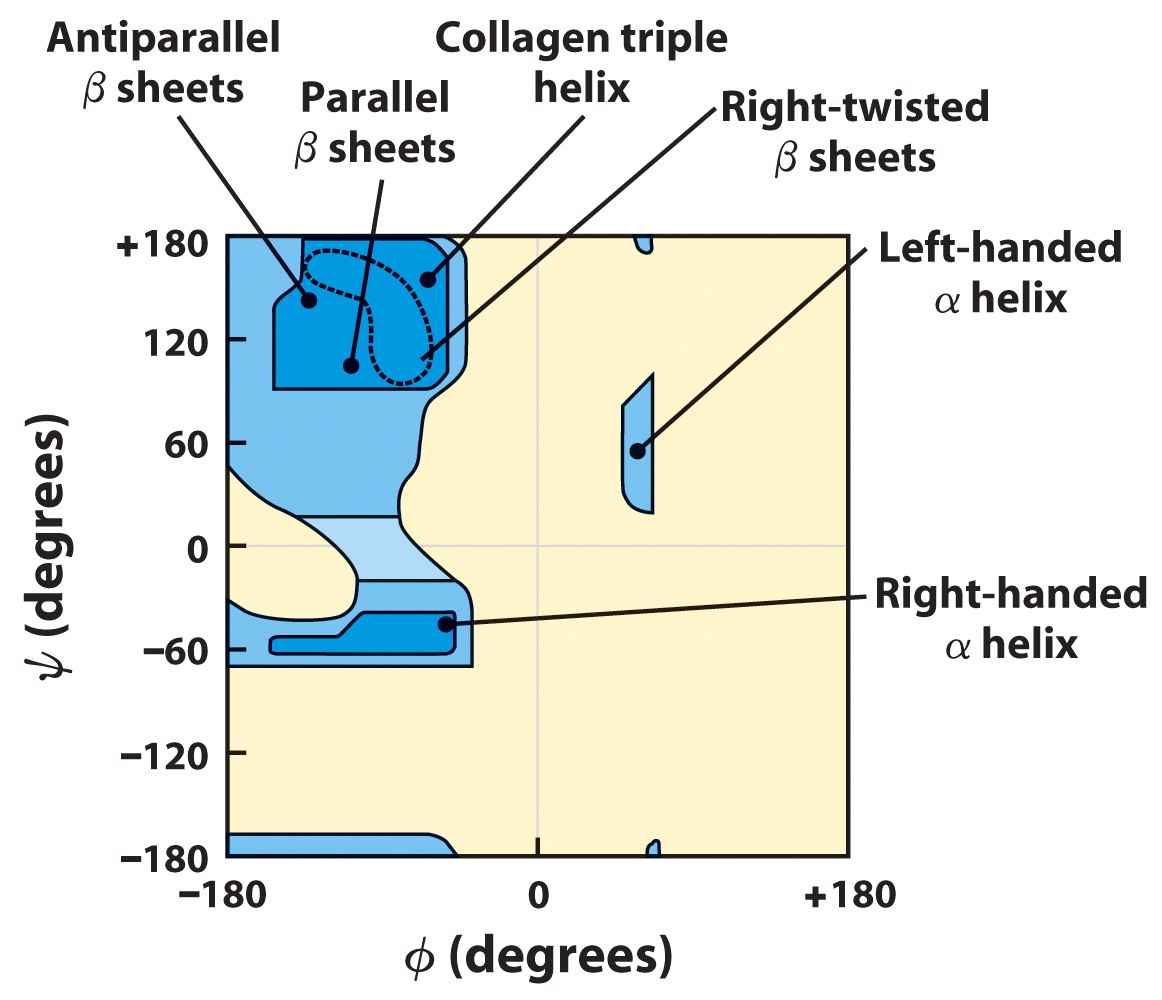 Antiparallel
β sheets
Parallel
β sheets
Collagen triple
helix
Right-twisted
β sheets
Left-handed
α helix
Right-handed
α helix
+180
120
60
0
−60
−120
−180
ψ (degrees)
−180
0
+180
ϕ (degrees)